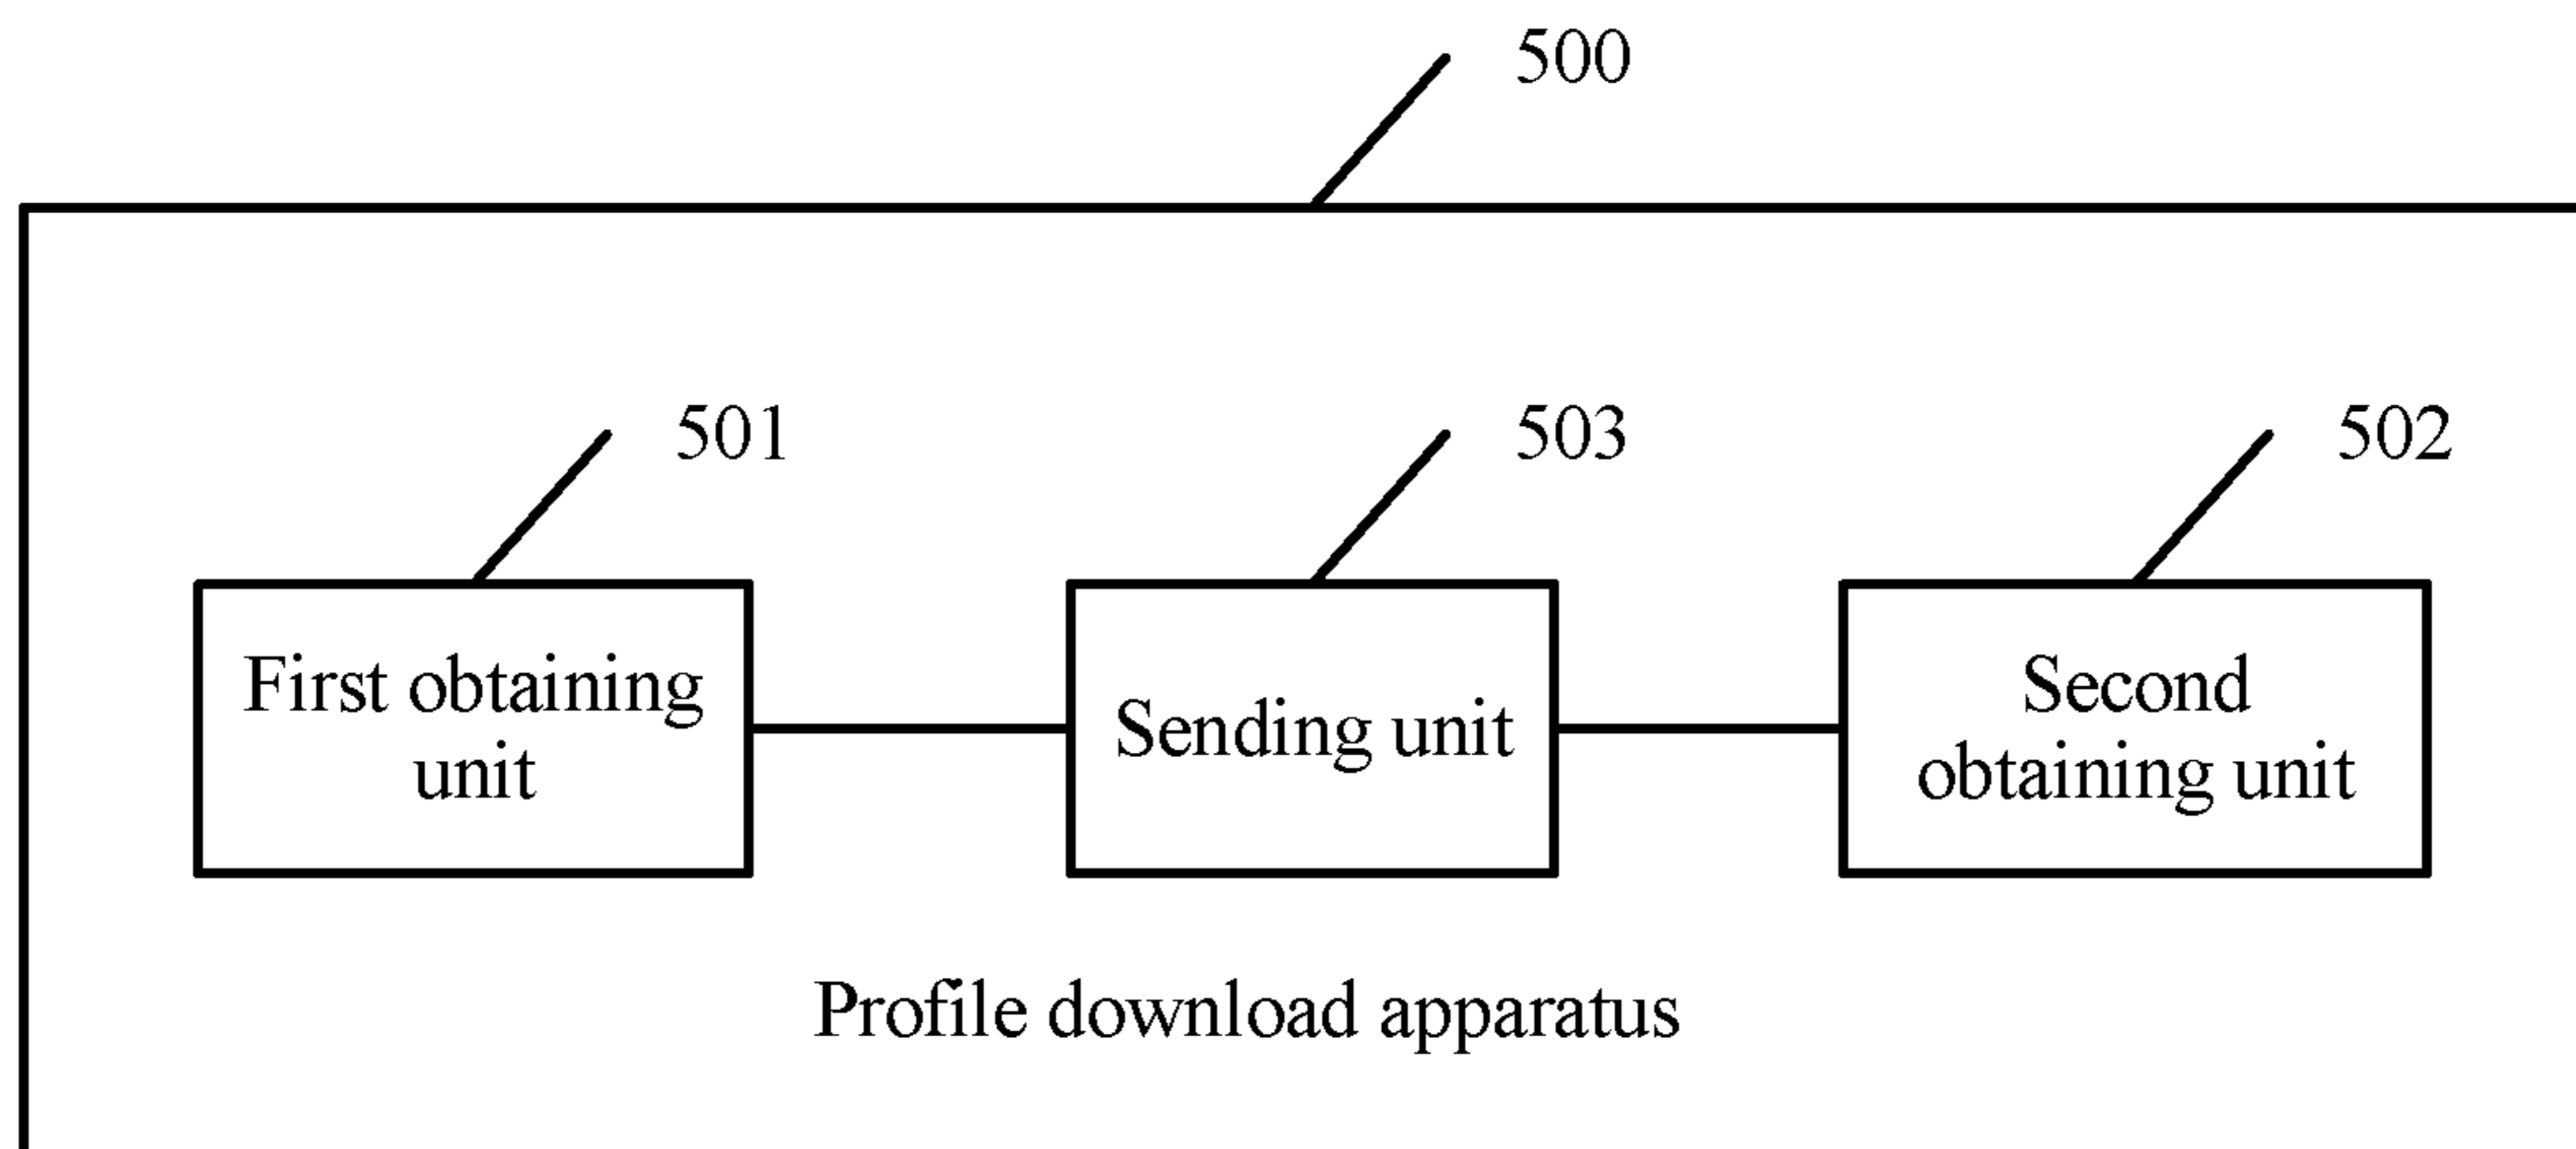 500
501
503
502
First obtaining
unit
Sending unit
Second
obtaining unit
Profile download apparatus